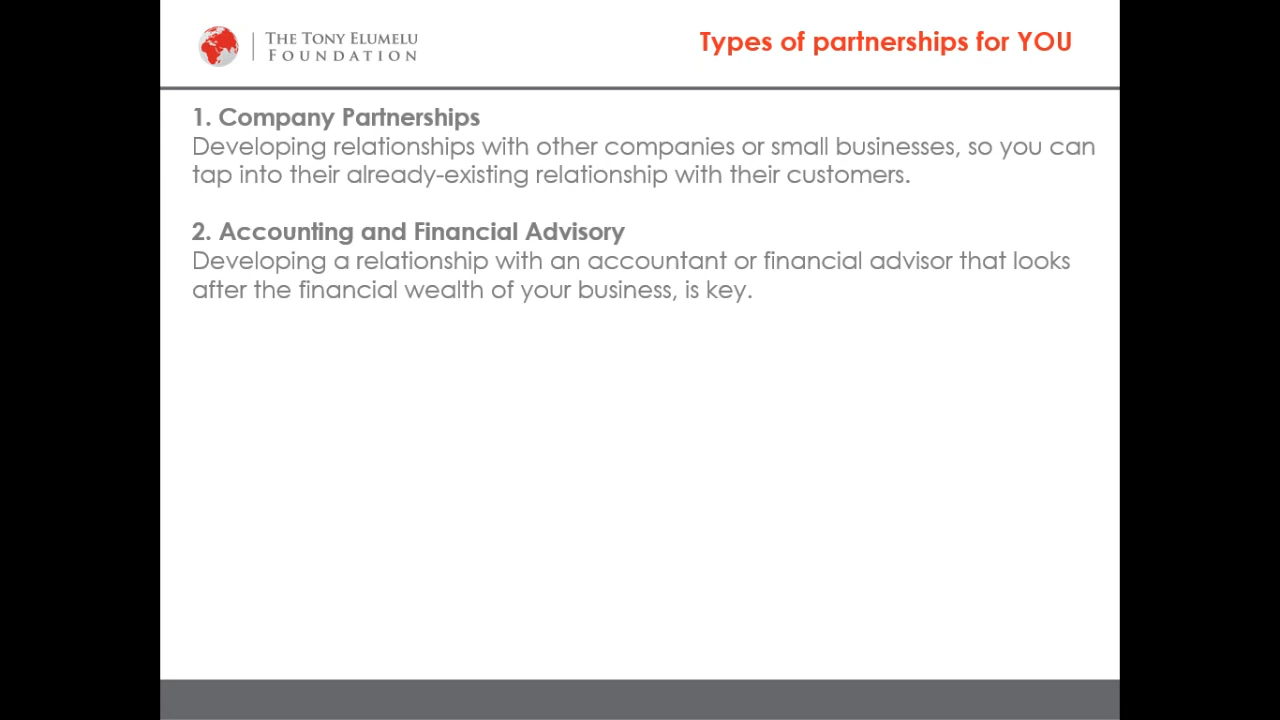 THE TONY ELUMELU
FOUNDATION
Types of partnerships for YOU
1. Company Partnerships
Developing relationships with other companies or small businesses, so you can
tap into their already-existing relationship with their customers.
2. Accounting and Financial Advisory
Developing a relationship with an accountant or financial advisor that looks
after the financial wealth of your business, is key.